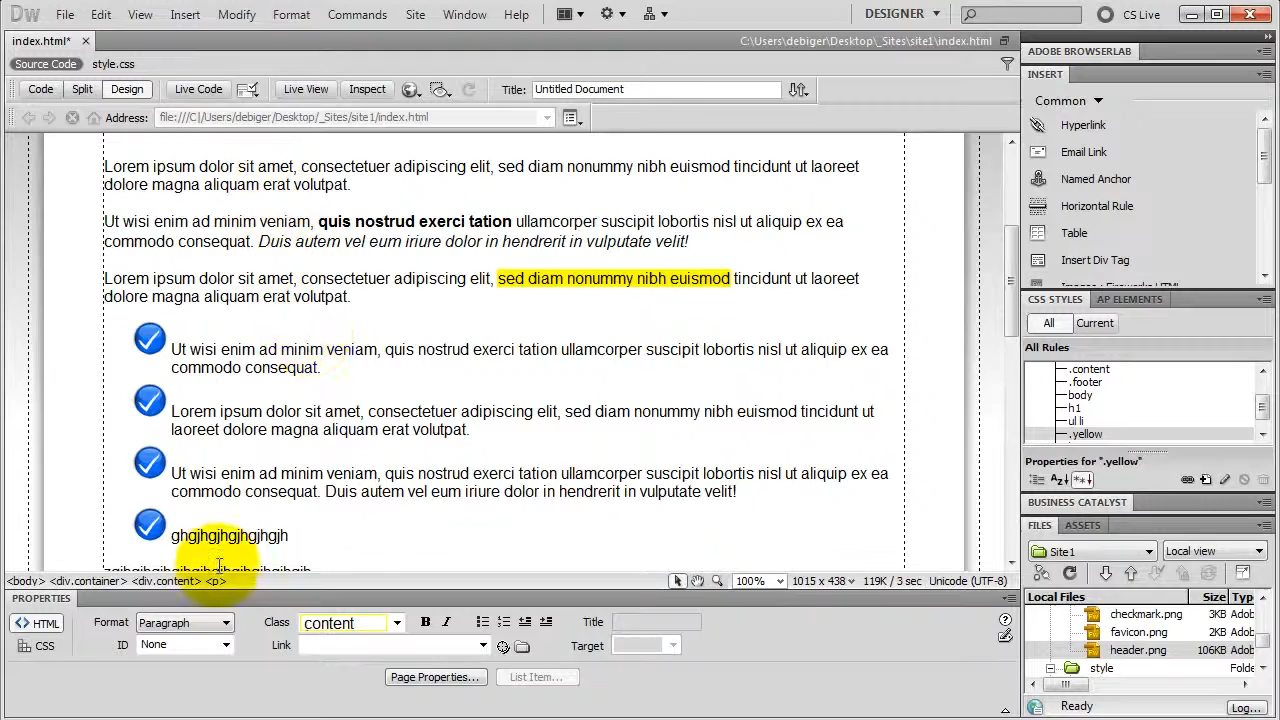 Dw File Edit View Insert Modify Format Commands Site Window Help DESIGNER CS Live
index.html* C:\Users\debiger\Desktop\_Sites\site1\index.html
Source Code style.css
Code Split Design Live Code Live View Inspect Title: Untitled Document
Address: file:///C|/Users/debiger/Desktop/_Sites/site1/index.html
Lorem ipsum dolor sit amet, consectetuer adipiscing elit, sed diam nonummy nibh euismod tincidunt ut laoreet
dolore magna aliquam erat volutpat.
Ut wisi enim ad minim veniam, quis nostrud exerci tation ullamcorper suscipit lobortis nisl ut aliquip ex ea
commodo consequat. Duis autem vel eum iriure dolor in hendrerit in vulputate velit!
Lorem ipsum dolor sit amet, consectetuer adipiscing elit, sed diam nonummy nibh euismod tincidunt ut laoreet
dolore magna aliquam erat volutpat.
Ut wisi enim ad minim veniam, quis nostrud exerci tation ullamcorper suscipit lobortis nisl ut aliquip ex ea
commodo consequat.
Lorem ipsum dolor sit amet, consectetuer adipiscing elit, sed diam nonummy nibh euismod tincidunt ut
laoreet dolore magna aliquam erat volutpat.
Ut wisi enim ad minim veniam, quis nostrud exerci tation ullamcorper suscipit lobortis nisl ut aliquip ex ea
commodo consequat. Duis autem vel eum iriure dolor in hendrerit in vulputate velit!
ghgjhgjhgjhgjhgjh
<body> <div.container> <div.content> <p> 100% 1015 x 438 119K / 3 sec Unicode (UTF-8)
PROPERTIES
HTML Format Paragraph Class content B I Title
CSS ID None Link Target
Page Properties... List Item...
ADOBE BROWSERLAB
INSERT
Common
Hyperlink
Email Link
Named Anchor
Horizontal Rule
Table
Insert Div Tag
CSS STYLES AP ELEMENTS
All Current
All Rules
.content
.footer
body
h1
ul li
.yellow
Properties for ".yellow"
BUSINESS CATALYST
FILES ASSETS
Site1 Local view
Local Files Size Type
checkmark.png 3KB Adob
favicon.png 2KB Adob
header.png 106KB Adob
style Folde
Ready Log...